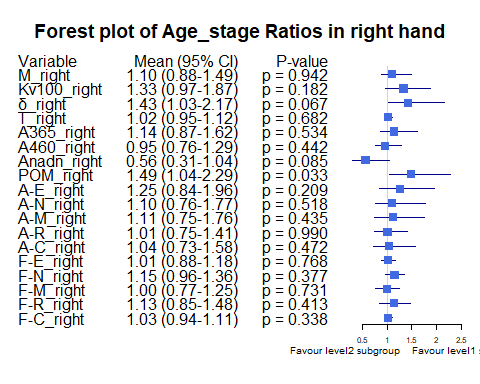 Forest plot of Age_stage Ratios in right hand
Variable Mean (95% CI) P-value
M_right 1.10 (0.88-1.49) p = 0.942
Kv100_right 1.33 (0.97-1.87) p = 0.182
δ_right 1.43 (1.03-2.17) p = 0.067
T_right 1.02 (0.95-1.12) p = 0.682
A365_right 1.14 (0.87-1.62) p = 0.534
A460_right 0.95 (0.76-1.29) p = 0.442
Anadn_right 0.56 (0.31-1.04) p = 0.085
POM_right 1.49 (1.04-2.29) p = 0.033
A-E_right 1.25 (0.84-1.96) p = 0.209
A-N_right 1.10 (0.76-1.77) p = 0.518
A-M_right 1.11 (0.75-1.76) p = 0.435
A-R_right 1.01 (0.75-1.41) p = 0.990
A-C_right 1.04 (0.73-1.58) p = 0.472
F-E_right 1.01 (0.88-1.18) p = 0.768
F-N_right 1.15 (0.96-1.36) p = 0.377
F-M_right 1.00 (0.77-1.25) p = 0.731
F-R_right 1.13 (0.85-1.48) p = 0.413
F-C_right 1.03 (0.94-1.11) p = 0.338
0.5 1 1.5 2 2.5
Favour level2 subgroup Favour level1 s